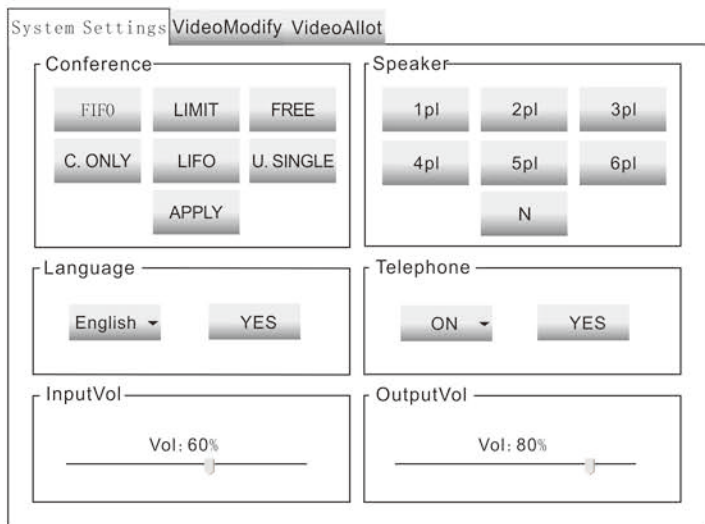 System Settings VideoModify VideoAllot
Conference
FIFO LIMIT FREE
C. ONLY LIFO U. SINGLE
APPLY
Speaker
1pl 2pl 3pl
4pl 5pl 6pl
N
Language
English YES
Telephone
ON YES
InputVol
Vol: 60%
OutputVol
Vol: 80%